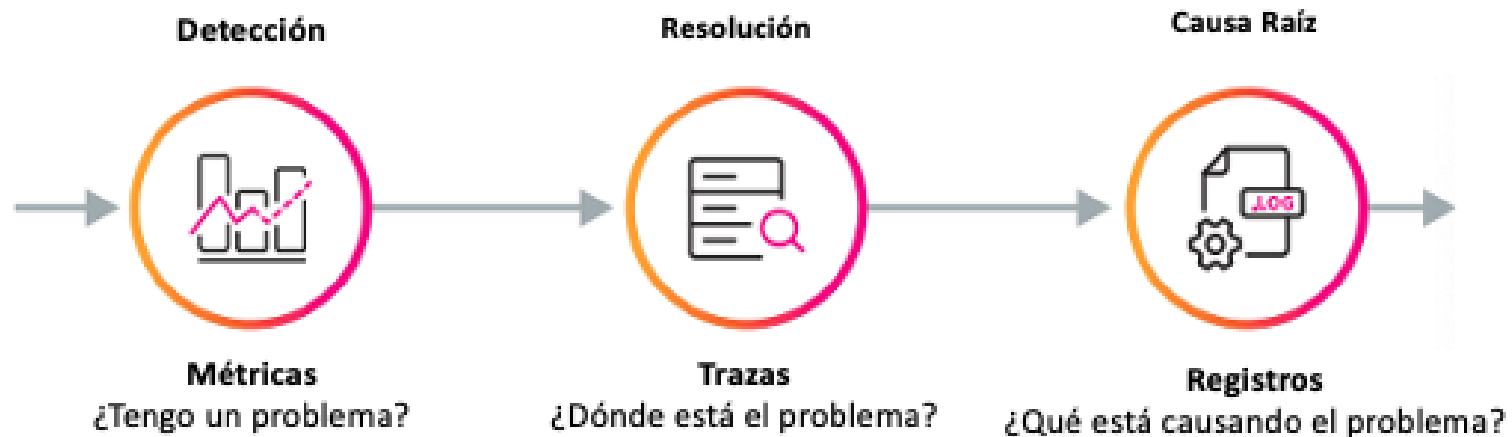 Detección
Resolución
Causa Raíz
.LOG
Métricas
¿Tengo un problema?
Trazas
¿Dónde está el problema?
Registros
¿Qué está causando el problema?